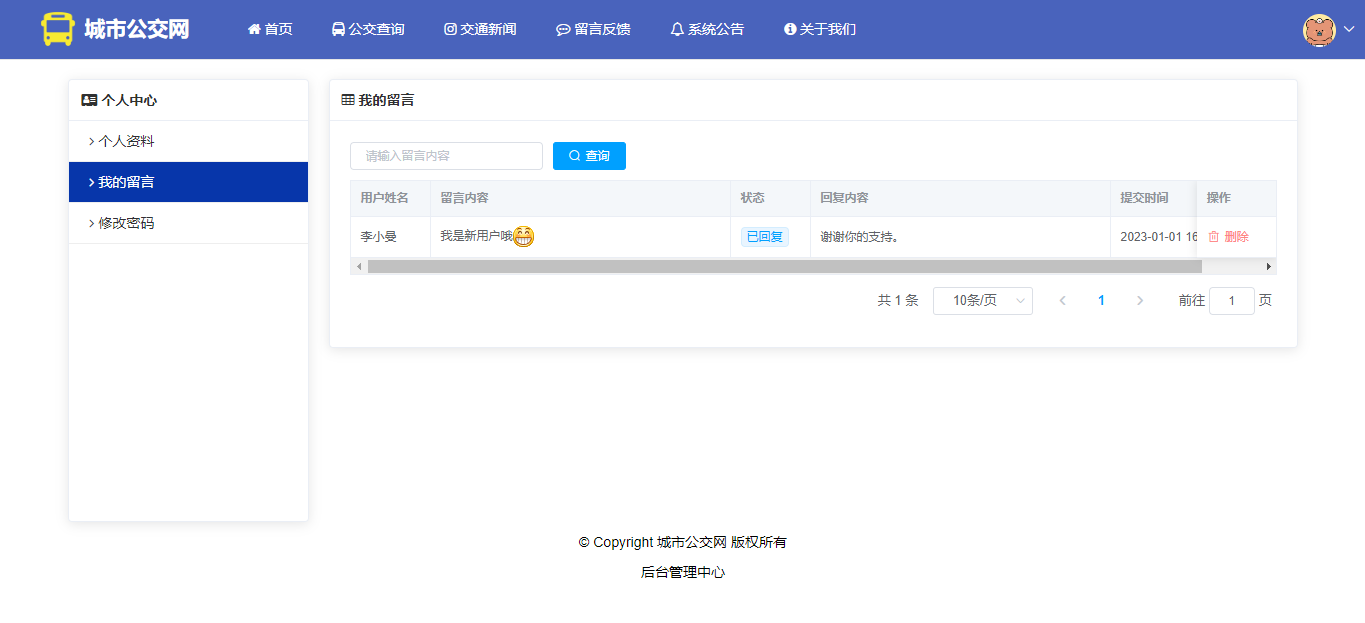 城市公交网 首页 公交查询 交通新闻 留言反馈 系统公告 关于我们
个人中心
个人资料
我的留言
修改密码
我的留言
请输入留言内容 查询
用户姓名 留言内容 状态 回复内容 提交时间 操作
李小曼 我是新用户哦 已回复 谢谢你的支持。 2023-01-01 16 删除
共 1 条 10条/页 1 前往 1 页
© Copyright 城市公交网 版权所有
后台管理中心